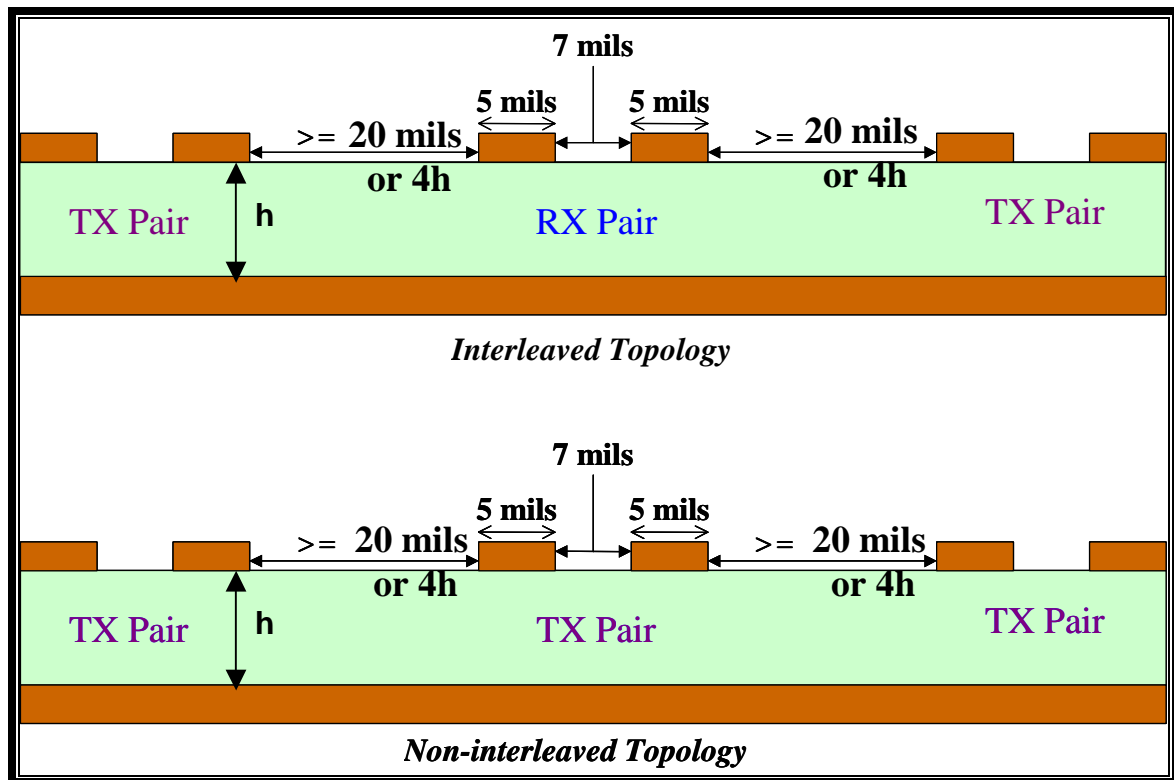 7 mils
5 mils 5 mils
>= 20 mils >= 20 mils
or 4h or 4h
TX Pair h RX Pair TX Pair
Interleaved Topology
7 mils
5 mils 5 mils
>= 20 mils >= 20 mils
or 4h or 4h
TX Pair h TX Pair TX Pair
Non-interleaved Topology